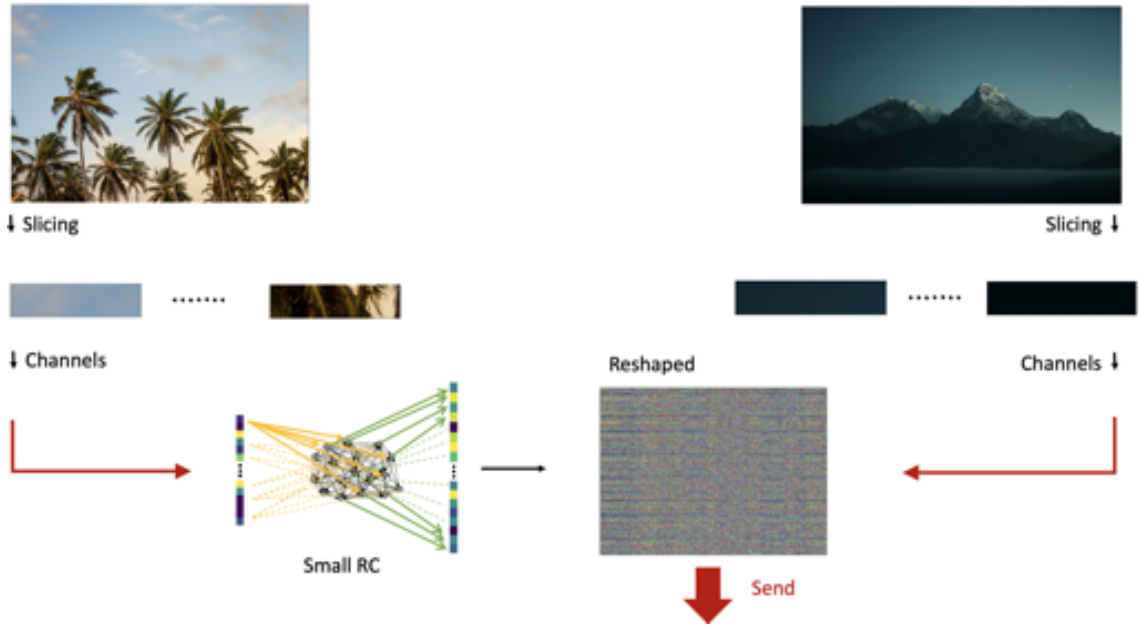 Slicing
Slicing
Channels
Channels
Reshaped
Small RC
Send